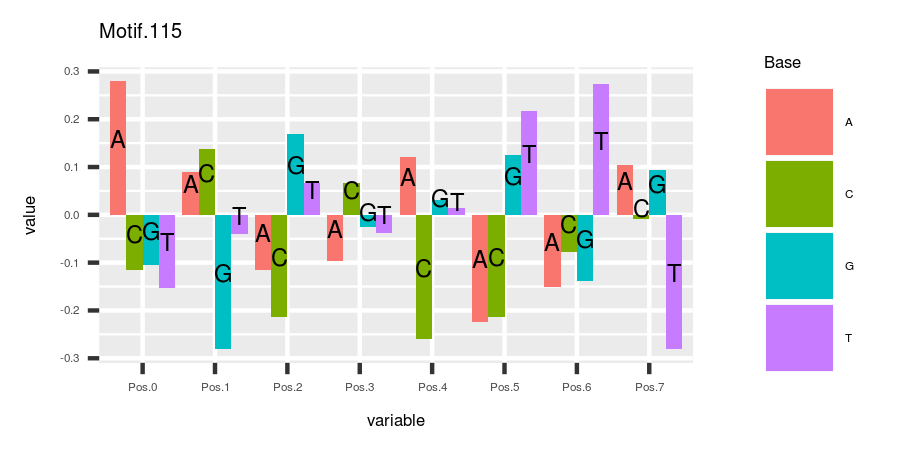 Motif.115
value
0.3
0.2
0.1
0.0
-0.1
-0.2
-0.3
A C G T
A C G T
A C G T
A C G T
A C G T
A C G T
A C G T
A C G T
Pos.0 Pos.1 Pos.2 Pos.3 Pos.4 Pos.5 Pos.6 Pos.7
variable
Base
A
C
G
T